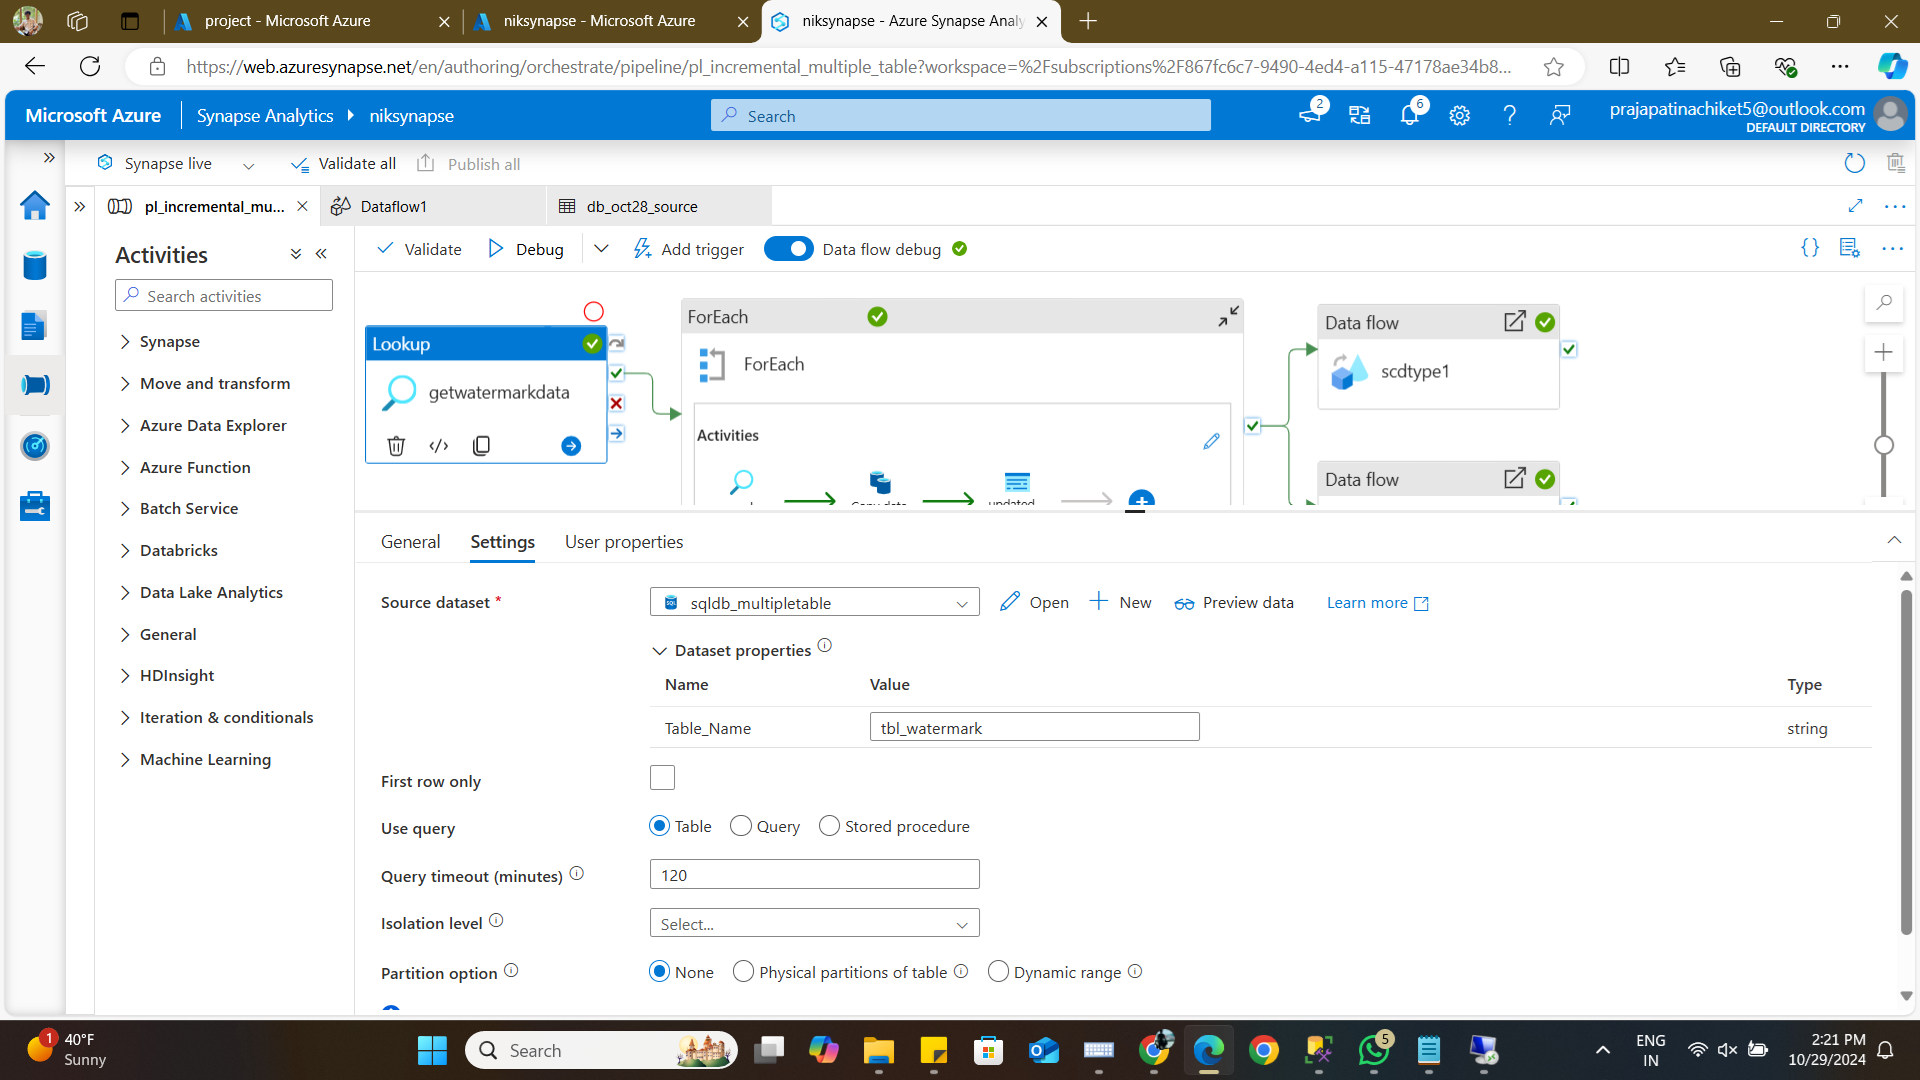 project - Microsoft Azure
niksynapse - Microsoft Azure
niksynapse - Azure Synapse Analy
https://web.azuresynapse.net/en/authoring/orchestrate/pipeline/pl_incremental_multiple_table?workspace=%2Fsubscriptions%2F867fc6c7-9490-4ed4-a115-47178ae34b8...
Microsoft Azure
Synapse Analytics
niksynapse
Search
2
6
prajapatinachiket5@outlook.com
DEFAULT DIRECTORY
Synapse live
Validate all
Publish all
pl_incremental_mu...
Dataflow1
db_oct28_source
Activities
Search activities
Synapse
Move and transform
Azure Data Explorer
Azure Function
Batch Service
Databricks
Data Lake Analytics
General
HDInsight
Iteration & conditionals
Machine Learning
Validate
Debug
Add trigger
Data flow debug
Lookup
getwatermarkdata
ForEach
ForEach
Activities
Data flow
scdtype1
Data flow
General
Settings
User properties
Source dataset *
SQL
sqldb_multipletable
Open
New
Preview data
Learn more
Dataset properties
Name
Value
Type
Table_Name
tbl_watermark
string
First row only
Use query
Table
Query
Stored procedure
Query timeout (minutes)
120
Isolation level
Select...
Partition option
None
Physical partitions of table
Dynamic range
1
40°F
Sunny
Search
5
ENG
IN
2:21 PM
10/29/2024